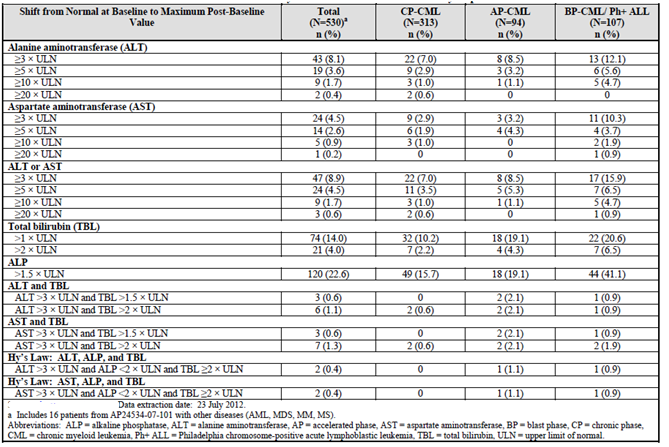 Shift from Normal at Baseline to Maximum Post-Baseline Value Total (N=530)a n (%) CP-CML (N=313) n (%) AP-CML (N=94) n (%) BP-CML/ Ph+ ALL (N=107) n (%)
Alanine aminotransferase (ALT)
≥3 × ULN 43 (8.1) 22 (7.0) 8 (8.5) 13 (12.1)
≥5 × ULN 19 (3.6) 9 (2.9) 3 (3.2) 6 (5.6)
≥10 × ULN 9 (1.7) 3 (1.0) 1 (1.1) 5 (4.7)
≥20 × ULN 2 (0.4) 2 (0.6) 0 0
Aspartate aminotransferase (AST)
≥3 × ULN 24 (4.5) 9 (2.9) 3 (3.2) 11 (10.3)
≥5 × ULN 14 (2.6) 6 (1.9) 4 (4.3) 4 (3.7)
≥10 × ULN 5 (0.9) 3 (1.0) 0 2 (1.9)
≥20 × ULN 1 (0.2) 0 0 1 (0.9)
ALT or AST
≥3 × ULN 47 (8.9) 22 (7.0) 8 (8.5) 17 (15.9)
≥5 × ULN 24 (4.5) 11 (3.5) 5 (5.3) 7 (6.5)
≥10 × ULN 9 (1.7) 3 (1.0) 1 (1.1) 5 (4.7)
≥20 × ULN 3 (0.6) 2 (0.6) 0 1 (0.9)
Total bilirubin (TBL)
>1 × ULN 74 (14.0) 32 (10.2) 18 (19.1) 22 (20.6)
>2 × ULN 21 (4.0) 7 (2.2) 4 (4.3) 7 (6.5)
ALP
>1.5 × ULN 120 (22.6) 49 (15.7) 18 (19.1) 44 (41.1)
ALT and TBL
ALT >3 × ULN and TBL >1.5 × ULN 3 (0.6) 0 2 (2.1) 1 (0.9)
ALT >3 × ULN and TBL >2 × ULN 6 (1.1) 2 (0.6) 2 (2.1) 1 (0.9)
AST and TBL
AST >3 × ULN and TBL >1.5 × ULN 3 (0.6) 0 2 (2.1) 1 (0.9)
AST >3 × ULN and TBL >2 × ULN 7 (1.3) 2 (0.6) 2 (2.1) 2 (1.9)
Hy's Law: ALT, ALP, and TBL
ALT >3 × ULN and ALP <2 × ULN and TBL ≥2 × ULN 2 (0.4) 0 1 (1.1) 1 (0.9)
Hy's Law: AST, ALP, and TBL
AST >3 × ULN and ALP <2 × ULN and TBL ≥2 × ULN 2 (0.4) 0 1 (1.1) 1 (0.9)
Data extraction date: 23 July 2012.
a Includes 16 patients from AP24534-07-101 with other diseases (AML, MDS, MM, MS).
Abbreviations: ALP = alkaline phosphatase, ALT = alanine aminotransferase, AP = accelerated phase, AST = aspartate aminotransferase, BP = blast phase, CP = chronic phase,
CML = chronic myeloid leukemia, Ph+ ALL = Philadelphia chromosome-positive acute lymphoblastic leukemia, TBL = total bilirubin, ULN = upper limit of normal.